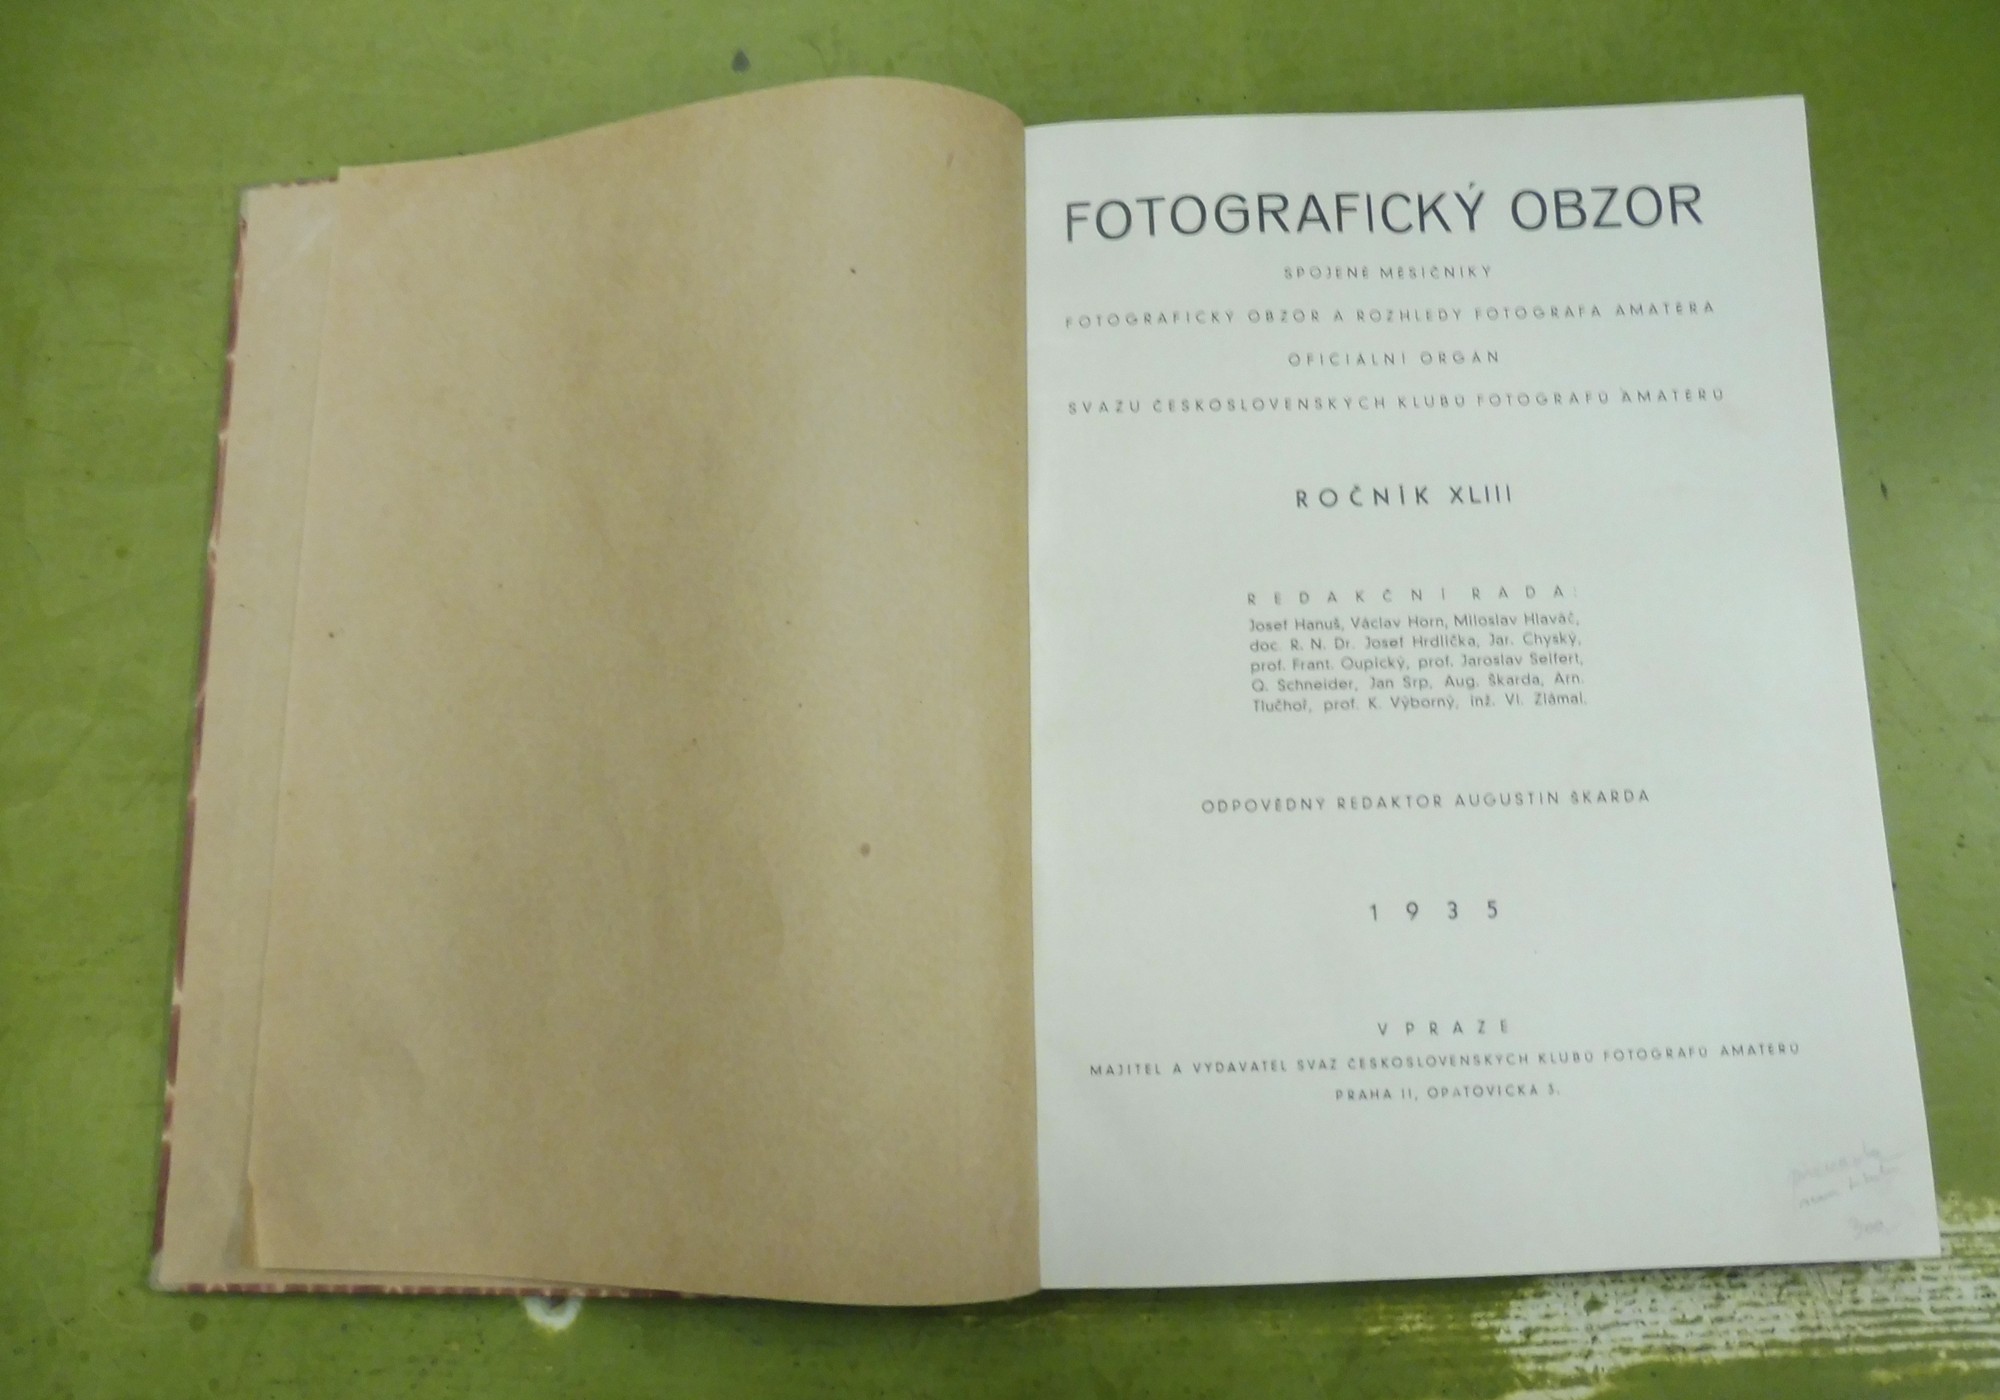 FOTOGRAFICKÝ OBZOR
SPOJENÉ MĚSÍČNÍKY
FOTOGRAFICKÝ OBZOR A ROZHLEDY FOTOGRAFA AMATÉRA
OFICIÁLNÍ ORGÁN
SVAZU ČESKOSLOVENSKÝCH KLUBŮ FOTOGRAFŮ AMATÉRŮ
ROČNÍK XLIII
REDAKČNÍ RADA:
Josef Hanuš, Václav Horn, Miloslav Hlaváč,
doc. R. N. Dr. Josef Hrdlička, Jar. Chyský,
prof. Frant. Oupický, prof. Jaroslav Seifert,
Q. Schneider, Jan Srp, Aug. Škarda, Arn.
Tlučhoř, prof. K. Výborný, inž. Vl. Zlámal.
ODPOVĚDNÝ REDAKTOR AUGUSTIN ŠKARDA
1935
V PRAZE
MAJITEL A VYDAVATEL SVAZ ČESKOSLOVENSKÝCH KLUBŮ FOTOGRAFŮ AMATÉRŮ
PRAHA II, OPATOVICKÁ 3.